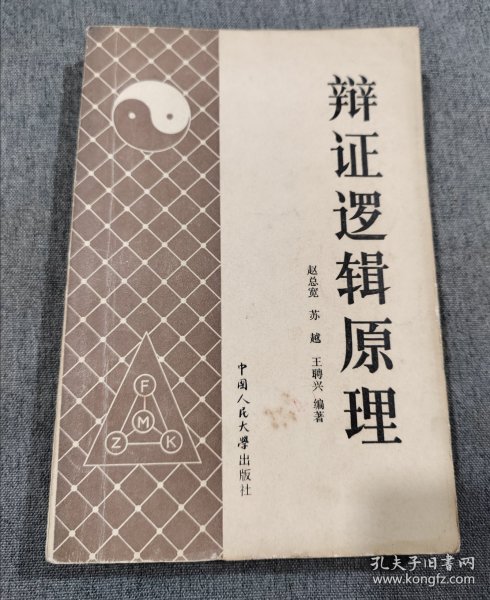 辩证逻辑原理
赵总宽 苏越 王聘兴 编著
中国人民大学出版社
F
M
Z
K
孔夫子旧书网
www.kongfz.com